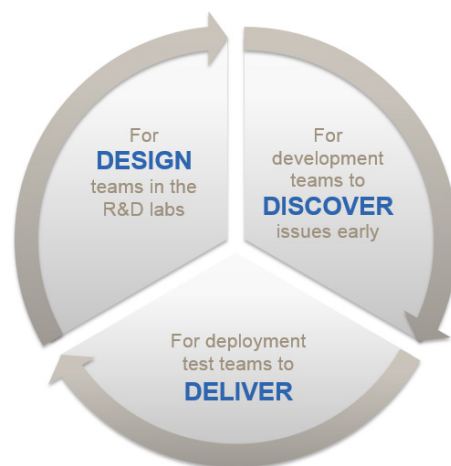 For
DESIGN
teams in the
R&D labs
For
development
teams to
DISCOVER
issues early
For deployment
test teams to
DELIVER